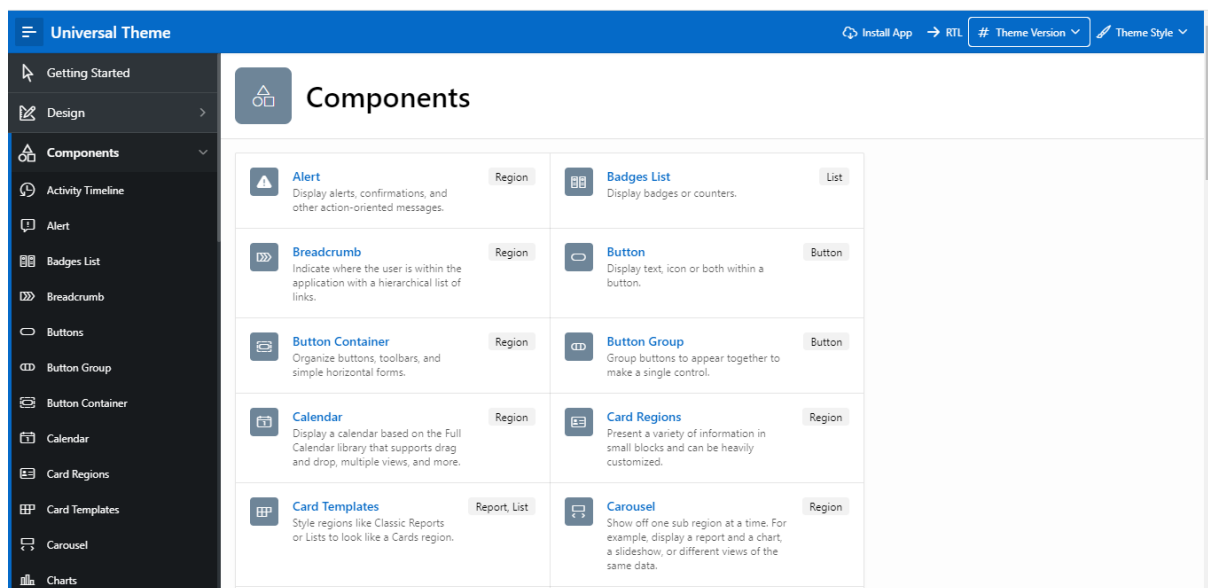 Universal Theme
Install App
RTL
# Theme Version
Theme Style
Getting Started
Design
Components
Activity Timeline
Alert
Badges List
Breadcrumb
Buttons
Button Group
Button Container
Calendar
Card Regions
Card Templates
Carousel
Charts
Components
Alert
Region
Display alerts, confirmations, and
other action-oriented messages.
Badges List
List
Display badges or counters.
Breadcrumb
Region
Indicate where the user is within the
application with a hierarchical list of
links.
Button
Button
Display text, icon or both within a
button.
Button Container
Region
Organize buttons, toolbars, and
simple horizontal forms.
Button Group
Button
Group buttons to appear together to
make a single control.
Calendar
Region
Display a calendar based on the Full
Calendar library that supports drag
and drop, multiple views, and more.
Card Regions
Region
Present a variety of information in
small blocks and can be heavily
customized.
Card Templates
Report, List
Style regions like Classic Reports
or Lists to look like a Cards region.
Carousel
Region
Show off one sub region at a time. For
example, display a report and a chart,
a slideshow, or different views of the
same data.